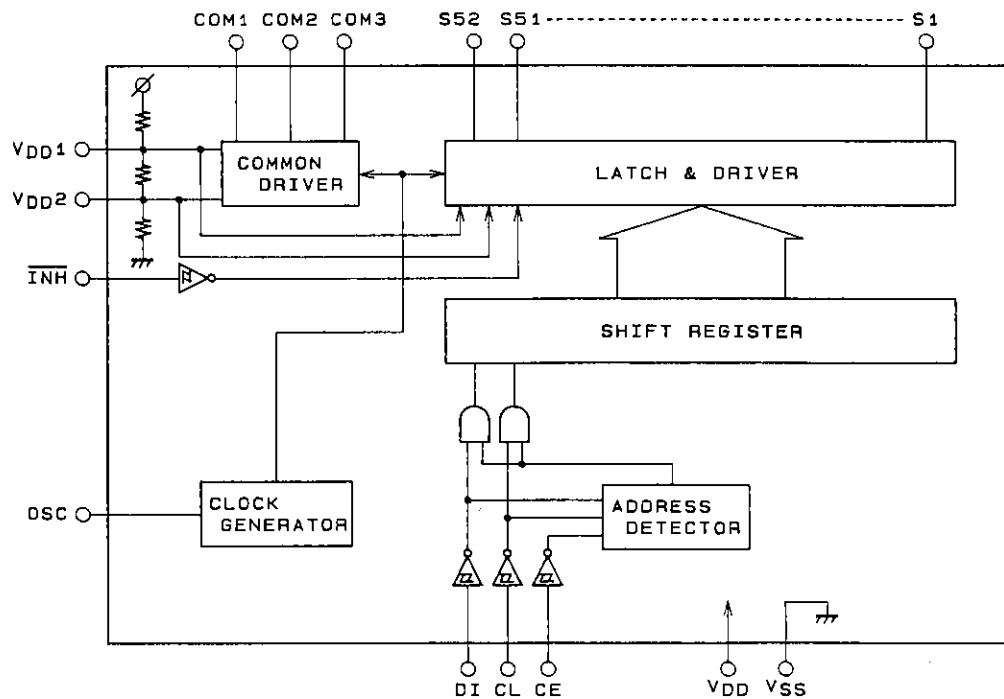 COM1 COM2 COM3 S52 S51 S1
COMMON
DRIVER
LATCH & DRIVER
VDD1
VDD2
INH
SHIFT REGISTER
OSC
CLOCK
GENERATOR
ADDRESS
DETECTOR
DI CL CE VDD VSS